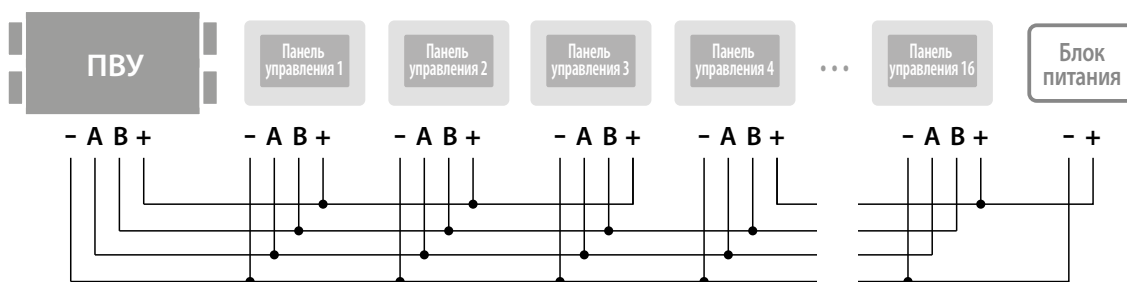 ПВУ
Панель
управления 1
Панель
управления 2
Панель
управления 3
Панель
управления 4
...
Панель
управления 16
Блок
питания
– A B +
– A B +
– A B +
– A B +
– A B +
– A B +
– +